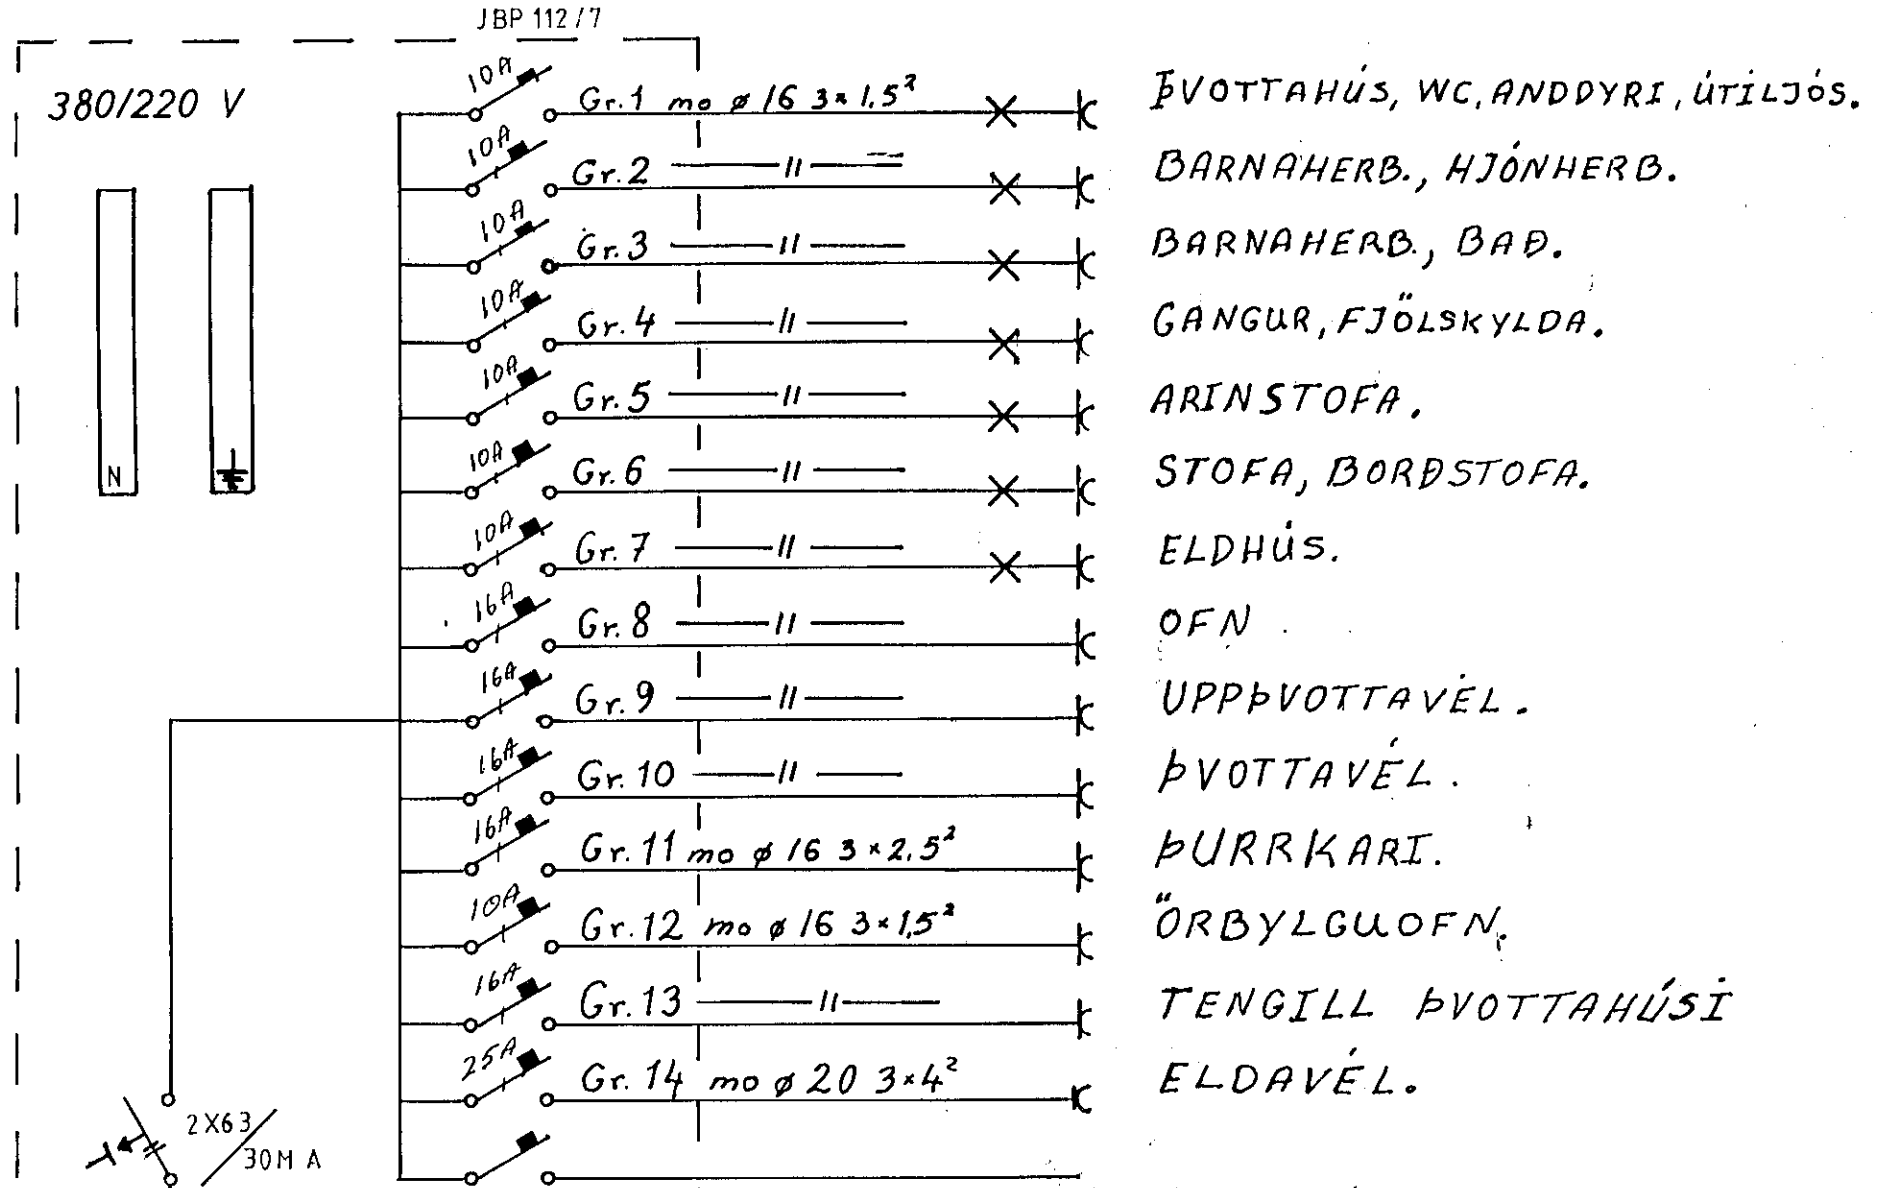 JBP 112/7
380/220 V
10A Gr.1 mo ø 16 3×1,5² ÞVOTTAHÚS, WC, ANDDYRI, ÚTILJÓS.
10A Gr.2 —— 11 —— BARNAHERB., HJÓNHERB.
10A Gr.3 —— 11 —— BARNAHERB., BAÐ.
10A Gr.4 —— 11 —— GANGUR, FJÖLSKYLDA.
10A Gr.5 —— 11 —— ARINSTOFA.
10A Gr.6 —— 11 —— STOFA, BORÐSTOFA.
N
10A Gr.7 —— 11 —— ELDHÚS.
16A Gr.8 —— 11 —— OFN
16A Gr.9 —— 11 —— UPPÞVOTTAVÉL.
16A Gr.10 —— 11 —— ÞVOTTAVÉL.
16A Gr.11 mo ø 16 3×2,5² ÞURRKARI.
10A Gr.12 mo ø 16 3×1,5² ÖRBYLGUOFN.
16A Gr.13 —— 11 —— TENGILL ÞVOTTAHÚSI
25A Gr.14 mo ø 20 3×4² ELDAVÉL.
2X63/30MA